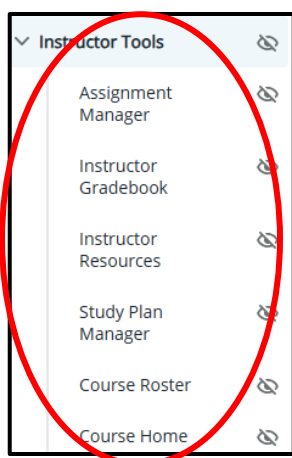 Instructor Tools
Assignment
Manager
Instructor
Gradebook
Instructor
Resources
Study Plan
Manager
Course Roster
Course Home